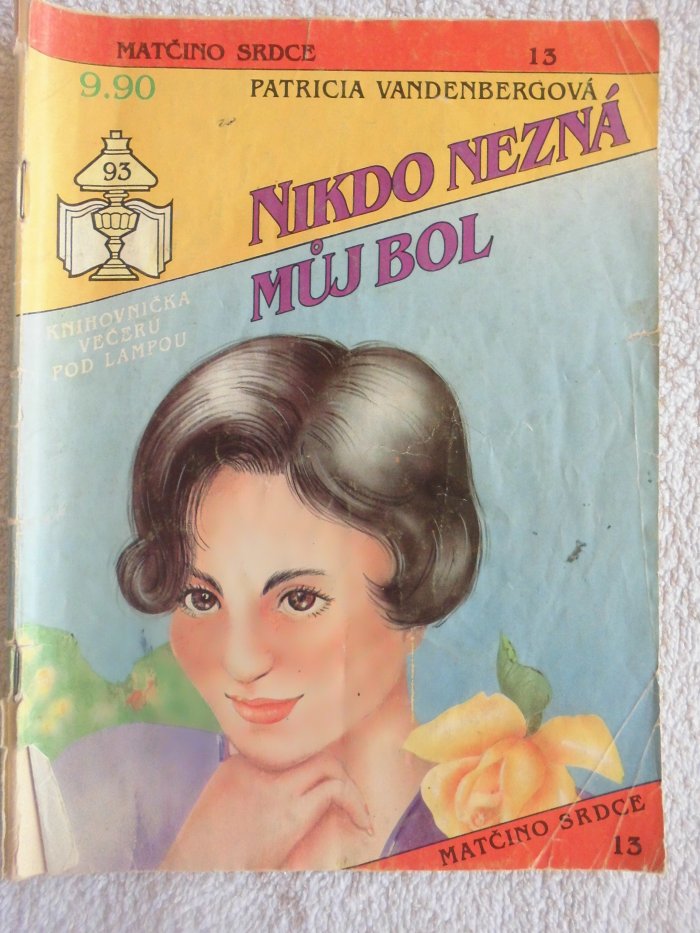 MATČINO SRDCE 13
9.90 PATRICIA VANDENBERGOVÁ
93
NIKDO NEZNÁ
MŮJ BOL
KNIHOVNIČKA
VEČERŮ
POD LAMPOU
MATČINO SRDCE
13